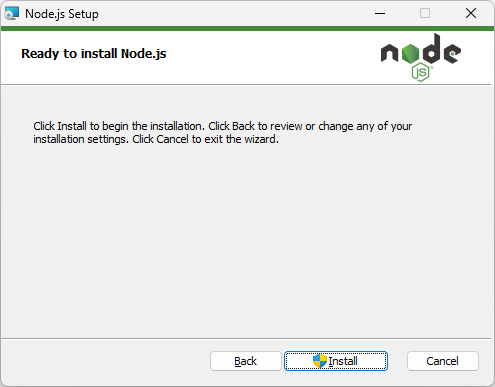 Node.js Setup
Ready to install Node.js
node
JS
Click Install to begin the installation. Click Back to review or change any of your
installation settings. Click Cancel to exit the wizard.
Back
Install
Cancel